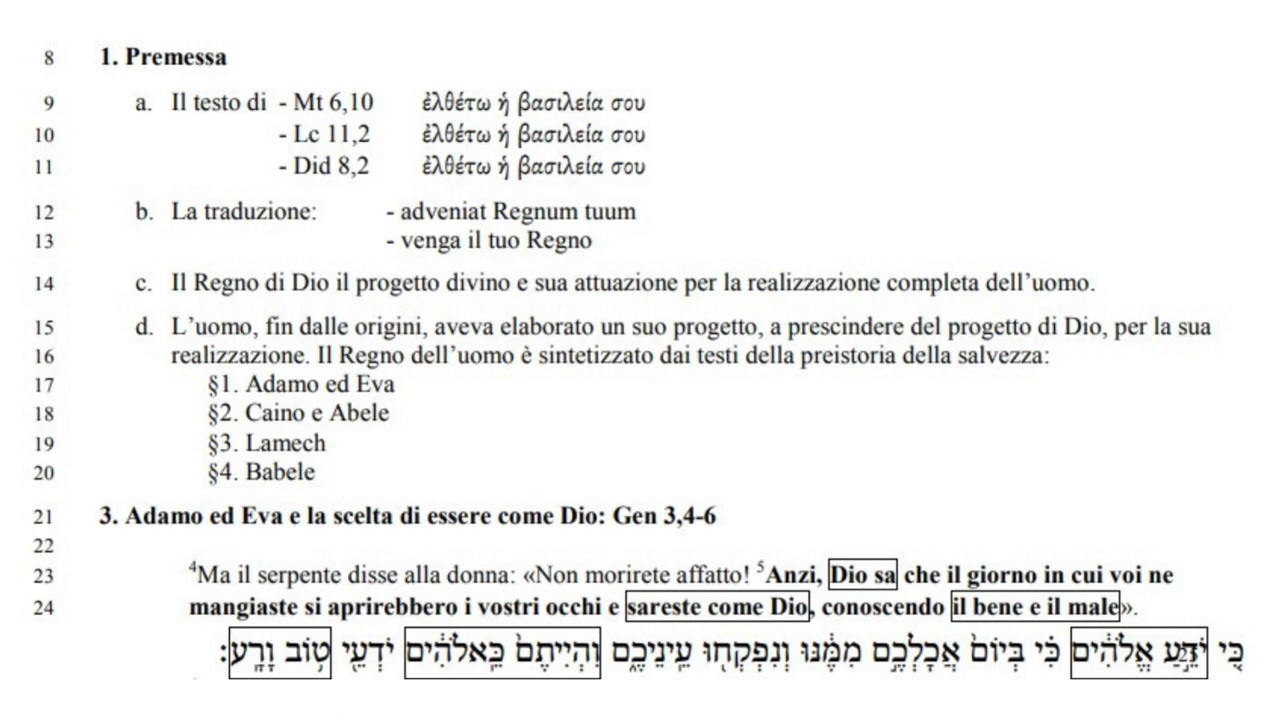 8 1. Premessa
9 a. Il testo di - Mt 6,10 ἐλθέτω ἡ βασιλεία σου
10 - Lc 11,2 ἐλθέτω ἡ βασιλεία σου
11 - Did 8,2 ἐλθέτω ἡ βασιλεία σου
12 b. La traduzione: - adveniat Regnum tuum
13 - venga il tuo Regno
14 c. Il Regno di Dio il progetto divino e sua attuazione per la realizzazione completa dell’uomo.
15 d. L’uomo, fin dalle origini, aveva elaborato un suo progetto, a prescindere del progetto di Dio, per la sua
16 realizzazione. Il Regno dell’uomo è sintetizzato dai testi della preistoria della salvezza:
17 §1. Adamo ed Eva
18 §2. Caino e Abele
19 §3. Lamech
20 §4. Babele
21 3. Adamo ed Eva e la scelta di essere come Dio: Gen 3,4-6
22
23 ⁴Ma il serpente disse alla donna: «Non morirete affatto! ⁵Anzi, Dio sa che il giorno in cui voi ne
24 mangiaste si aprirebbero i vostri occhi e sareste come Dio, conoscendo il bene e il male».
כִּ֚י יֹדֵ֣עַ אֱלֹהִ֔ים כִּ֗י בְּיוֹם֙ אֲכָלְכֶ֣ם מִמֶּ֔נּוּ וְנִפְקְח֖וּ עֵֽינֵיכֶ֑ם וִהְיִיתֶם֙ כֵּֽאלֹהִ֔ים יֹדְעֵ֖י ט֥וֹב וָרָֽע׃